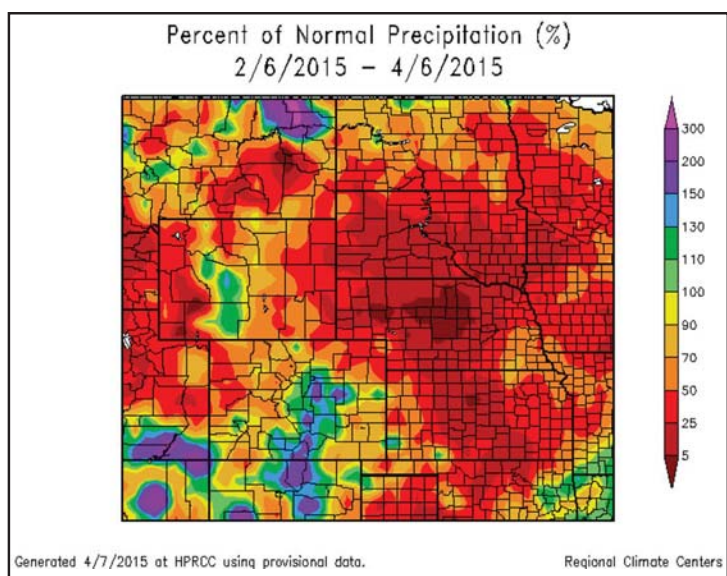 Percent of Normal Precipitation (%)
2/6/2015 – 4/6/2015
300
200
150
130
110
100
90
70
50
25
5
Generated 4/7/2015 at HPRCC using provisional data.
Regional Climate Centers